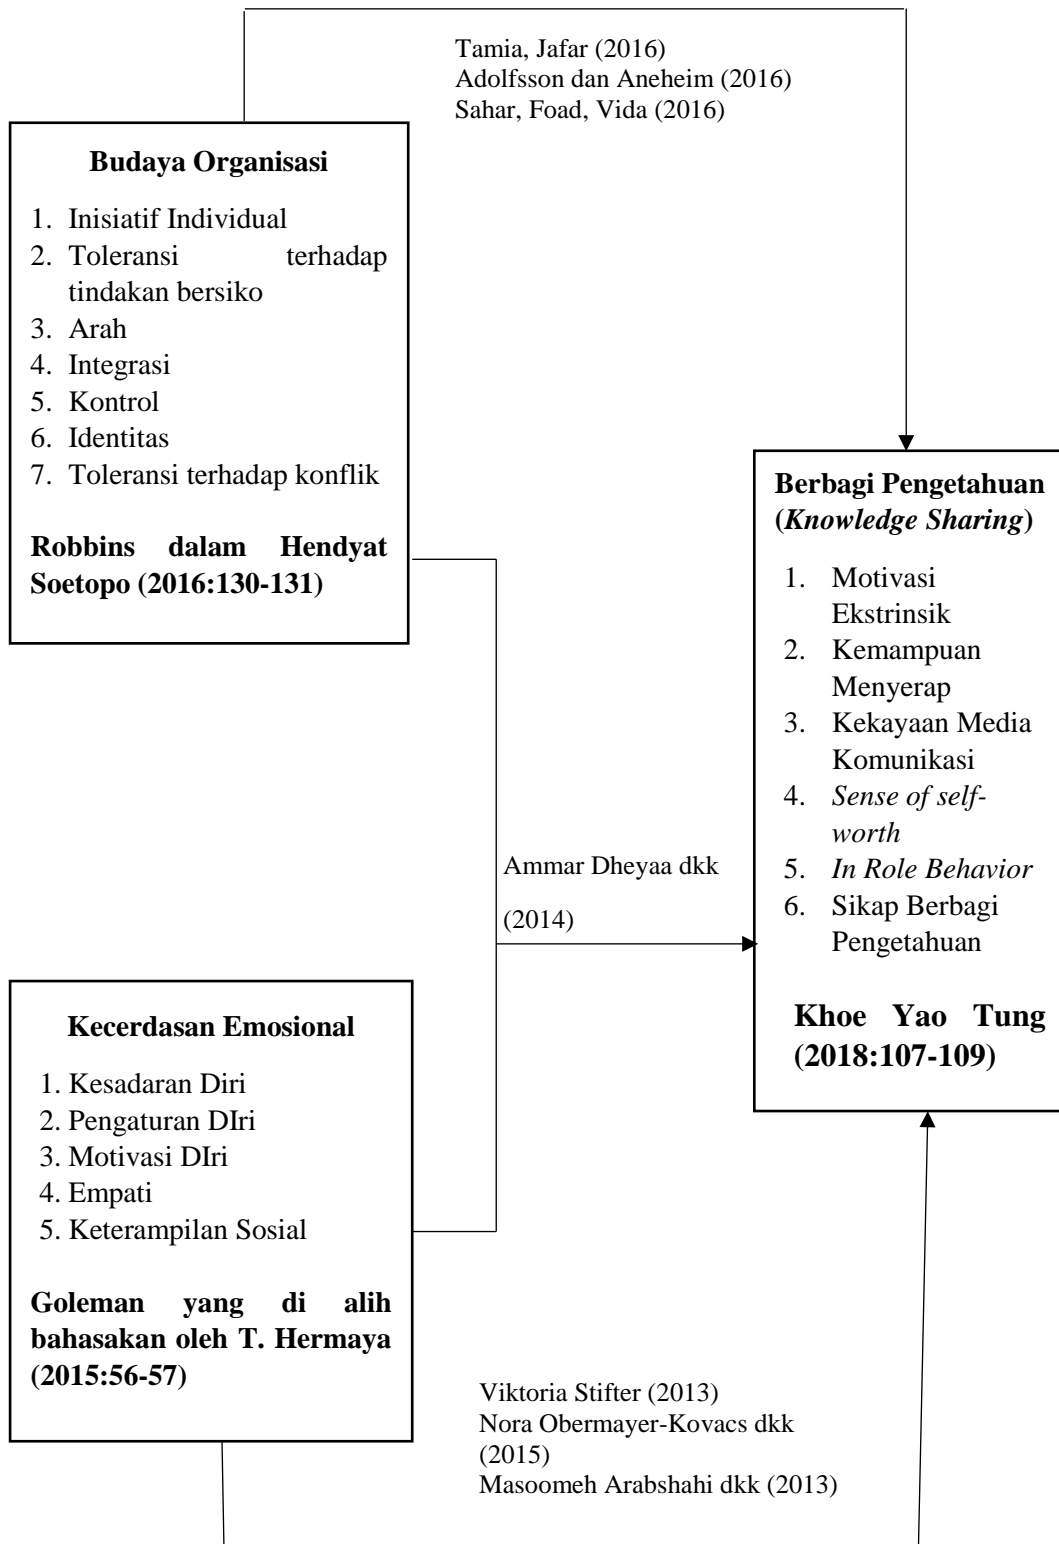 Tamia, Jafar (2016)
Adolfsson dan Aneheim (2016)
Sahar, Foad, Vida (2016)
Budaya Organisasi
1. Inisiatif Individual
2. Toleransi terhadap
tindakan bersiko
3. Arah
4. Integrasi
5. Kontrol
6. Identitas
7. Toleransi terhadap konflik
Robbins dalam Hendyat
Soetopo (2016:130-131)
Berbagi Pengetahuan
(Knowledge Sharing)
1. Motivasi
Ekstrinsik
2. Kemampuan
Menyerap
3. Kekayaan Media
Komunikasi
4. Sense of self-
worth
5. In Role Behavior
6. Sikap Berbagi
Pengetahuan
Khoe Yao Tung
(2018:107-109)
Ammar Dheyaa dkk
(2014)
Kecerdasan Emosional
1. Kesadaran Diri
2. Pengaturan DIri
3. Motivasi DIri
4. Empati
5. Keterampilan Sosial
Goleman yang di alih
bahasakan oleh T. Hermaya
(2015:56-57)
Viktoria Stifter (2013)
Nora Obermayer-Kovacs dkk
(2015)
Masoomeh Arabshahi dkk (2013)